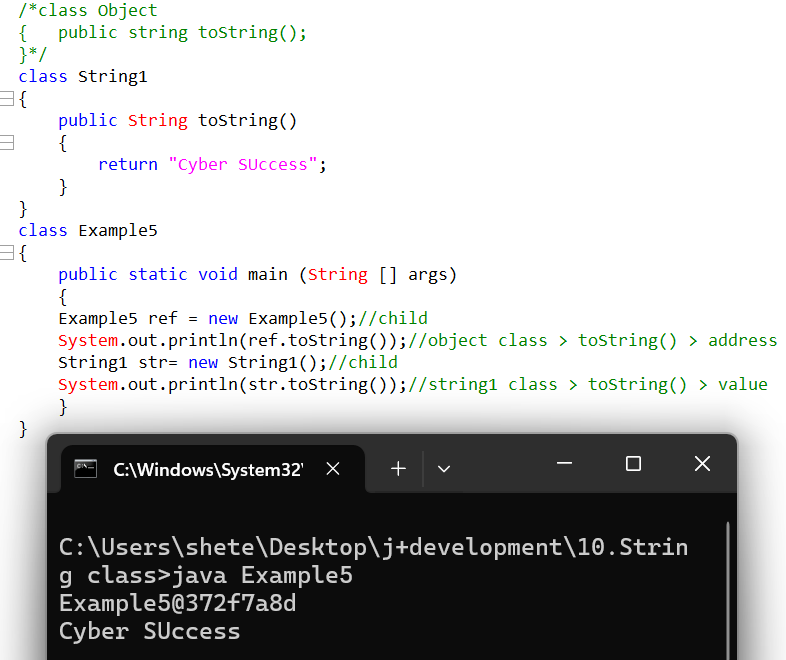 /*class Object
{   public string toString();
}*/
class String1
{
    public String toString()
    {
        return "Cyber SUccess";
    }
}
class Example5
{
    public static void main (String [] args)
    {
    Example5 ref = new Example5();//child
    System.out.println(ref.toString());//object class > toString() > address
    String1 str= new String1();//child
    System.out.println(str.toString());//string1 class > toString() > value
    }
}
C:\Windows\System32'
C:\Users\shete\Desktop\j+development\10.Strin
g class>java Example5
Example5@372f7a8d
Cyber SUccess